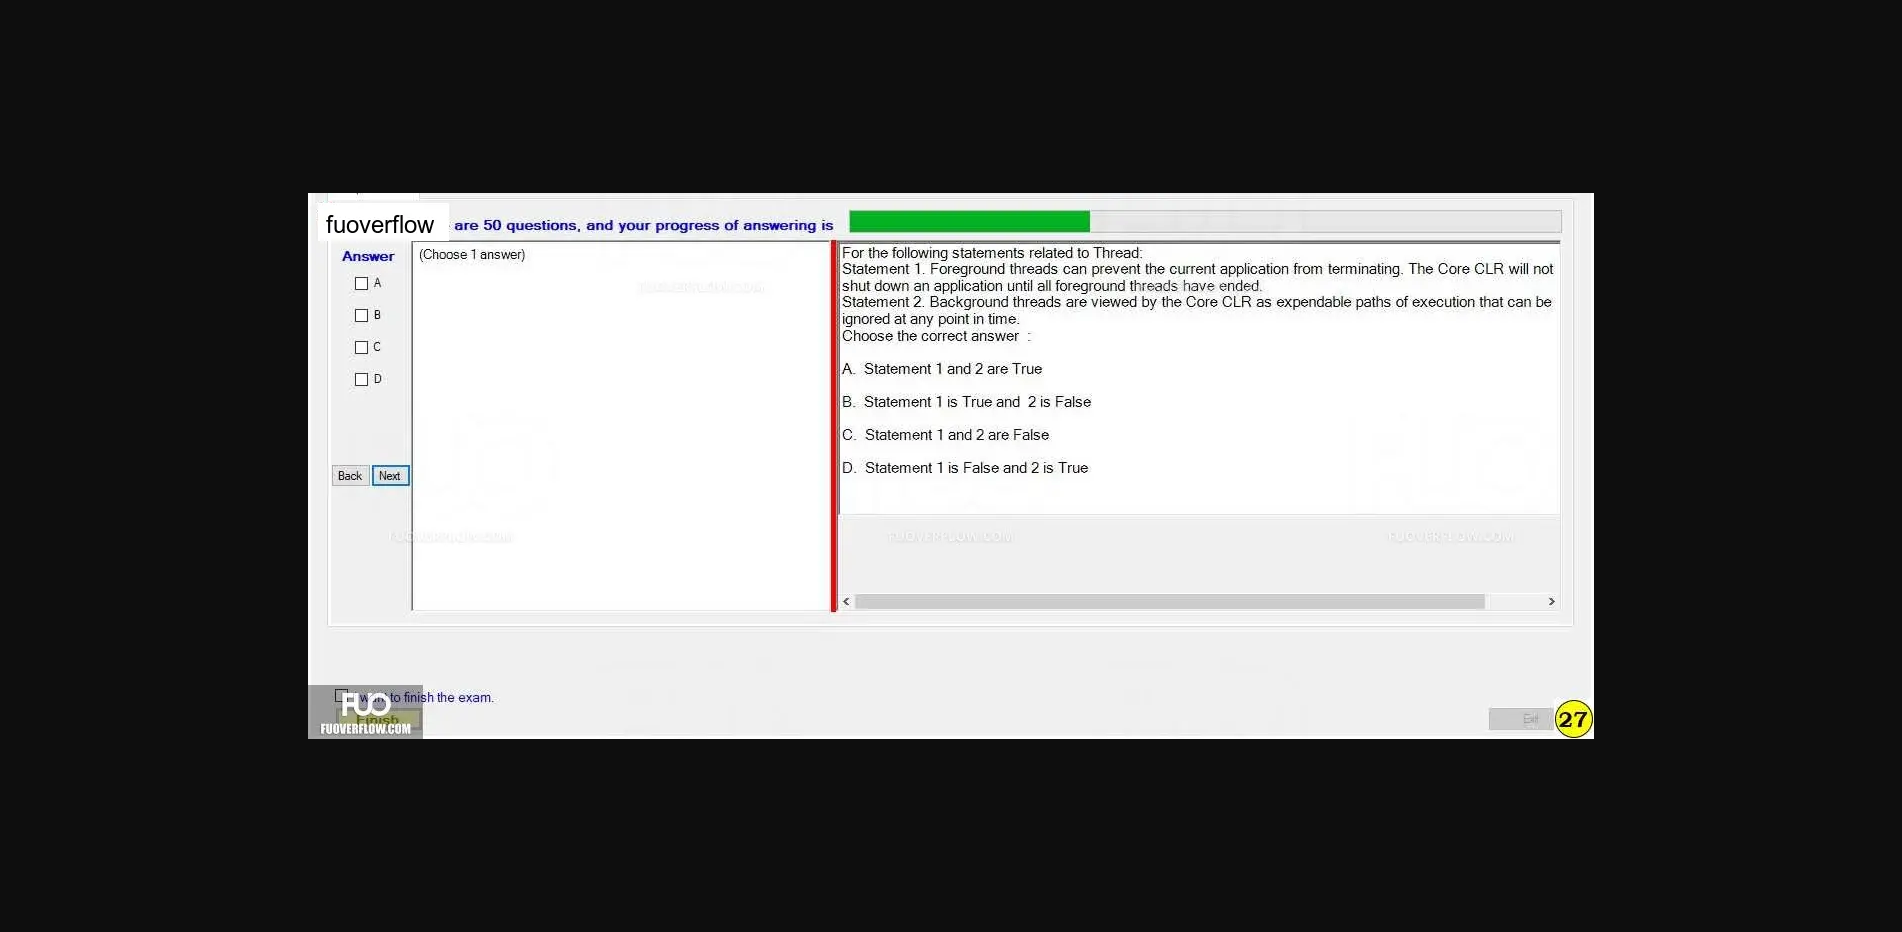 fuoverflow are 50 questions, and your progress of answering is
Answer
A
B
C
D
Back Next
(Choose 1 answer)
For the following statements related to Thread:
Statement 1. Foreground threads can prevent the current application from terminating. The Core CLR will not
shut down an application until all foreground threads have ended.
Statement 2. Background threads are viewed by the Core CLR as expendable paths of execution that can be
ignored at any point in time.
Choose the correct answer :
A. Statement 1 and 2 are True
B. Statement 1 is True and 2 is False
C. Statement 1 and 2 are False
D. Statement 1 is False and 2 is True
FUOVERFLOW.COM
FUOVERFLOW.COM
FUOVERFLOW.COM
FUOVERFLOW.COM
want to finish the exam.
Finish
FUO
FUOVERFLOW.COM
Exit
27